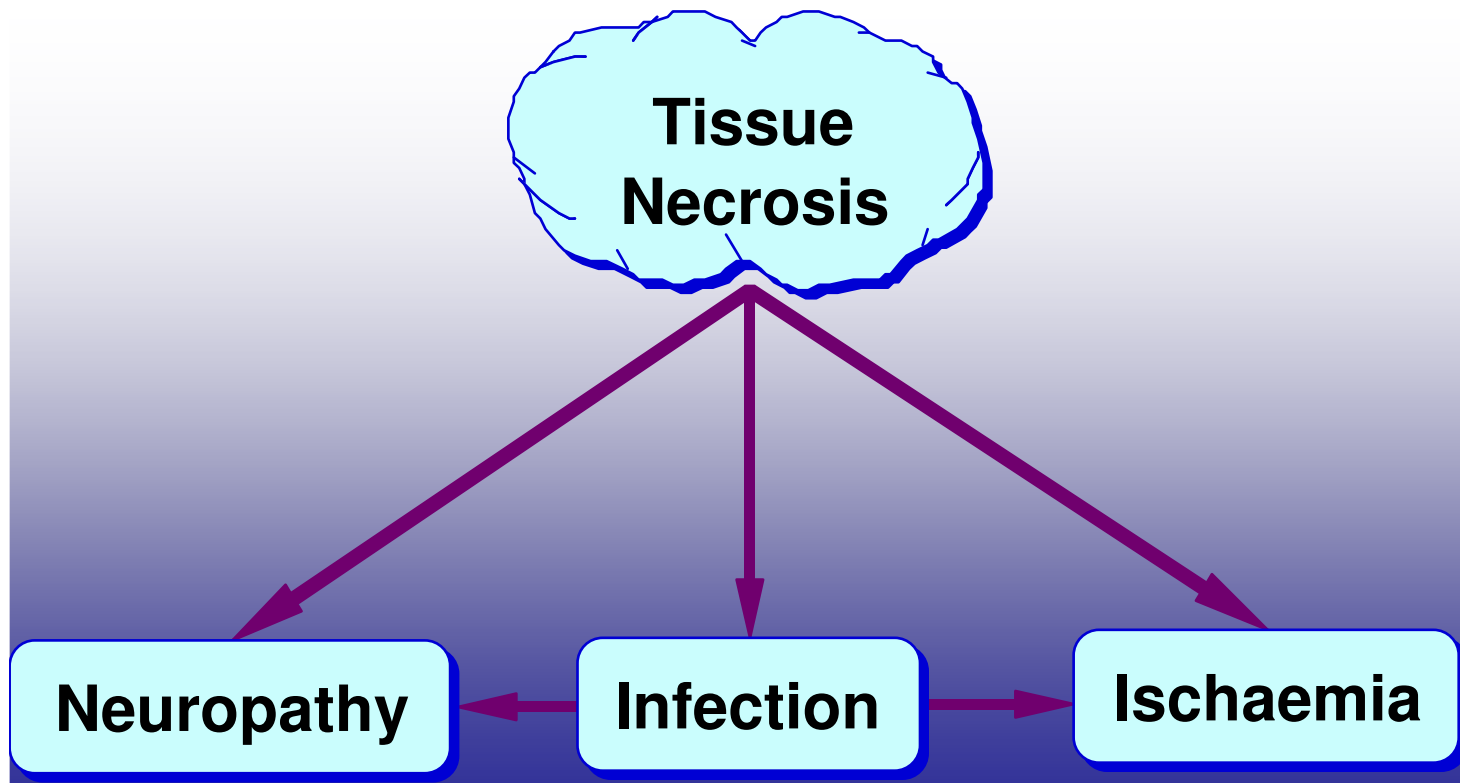 Tissue
Necrosis
Neuropathy
Infection
Ischaemia